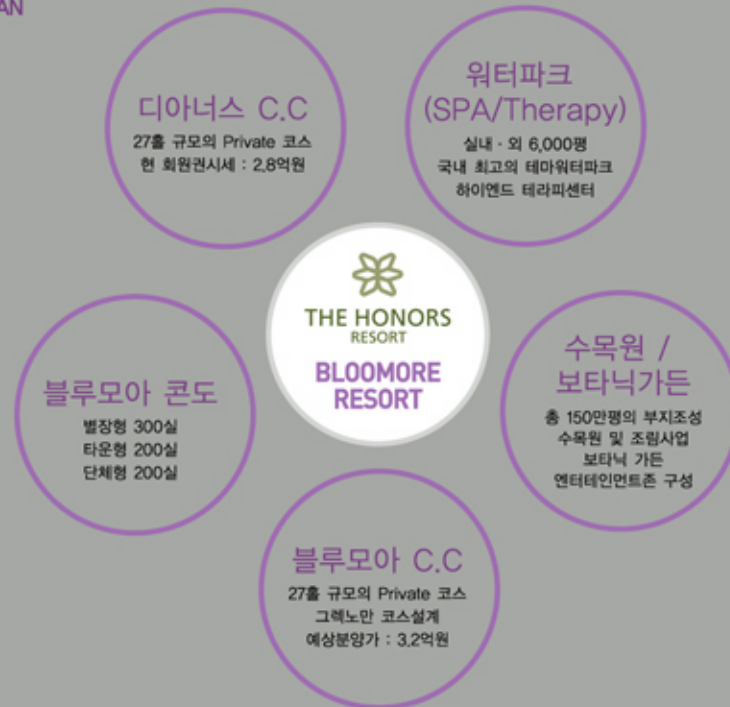 디아너스 C.C
27홀 규모의 Private 코스
현 회원권시세 : 2.8억원
워터파크
(SPA/Therapy)
실내 · 외 6,000평
국내 최고의 테마워터파크
하이엔드 테라피센터
THE HONORS
RESORT
BLOOMORE
RESORT
블루모아 콘도
별장형 300실
타운형 200실
단체형 200실
수목원 /
보타닉가든
총 150만평의 부지조성
수목원 및 조림사업
보타닉 가든
엔터테인먼트존 구성
블루모아 C.C
27홀 규모의 Private 코스
그렉노만 코스설계
예상분양가 : 3.2억원